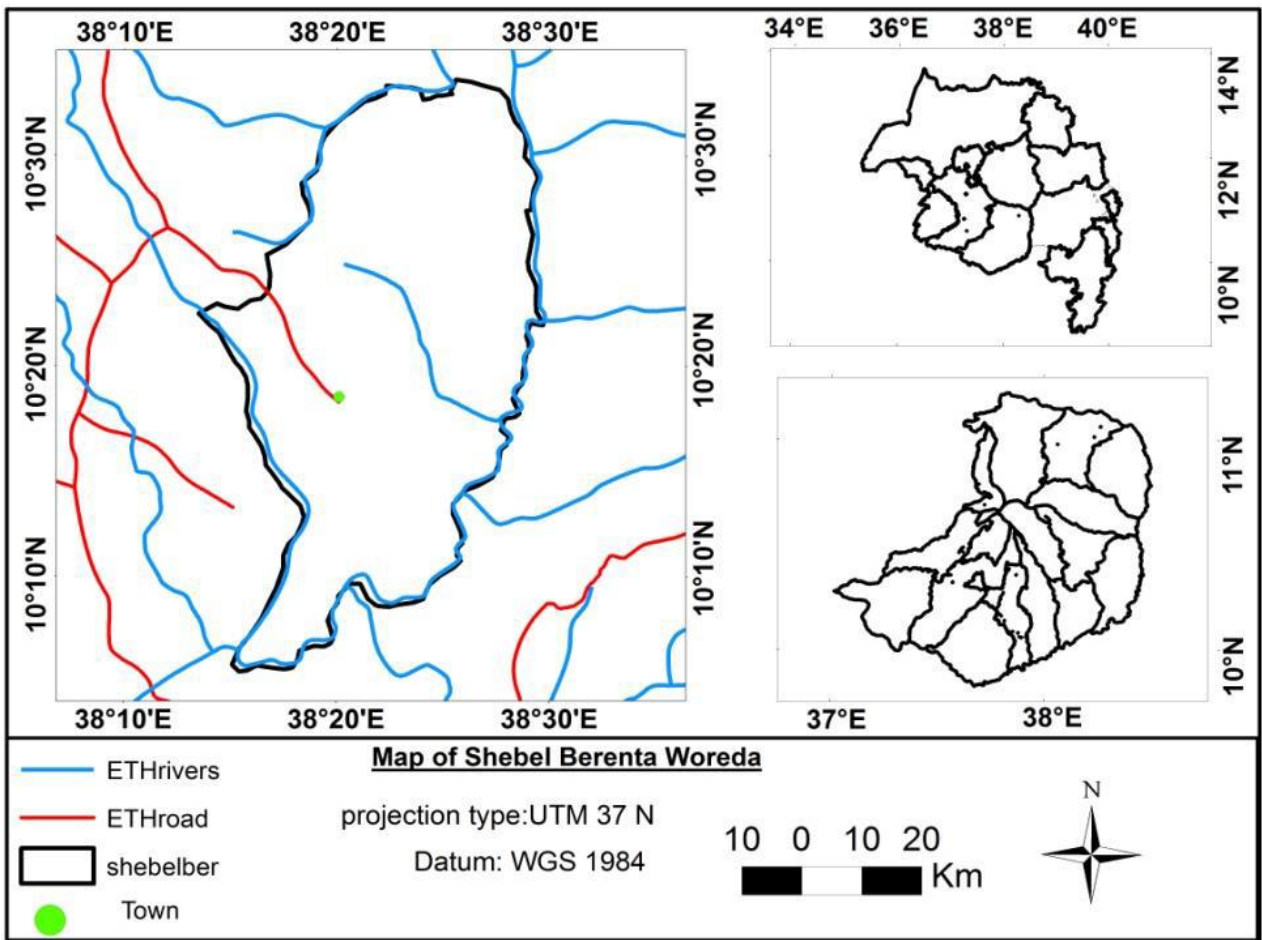 38°10'E 38°20'E 38°30'E
10°30'N 10°30'N
10°20'N 10°20'N
10°10'N 10°10'N
38°10'E 38°20'E 38°30'E
34°E 36°E 38°E 40°E
14°N
12°N
10°N
11°N
10°N
37°E 38°E
Map of Shebel Berenta Woreda
ETHrivers
ETHroad
shebelber
Town
projection type:UTM 37 N
Datum: WGS 1984
10 0 10 20
Km
N